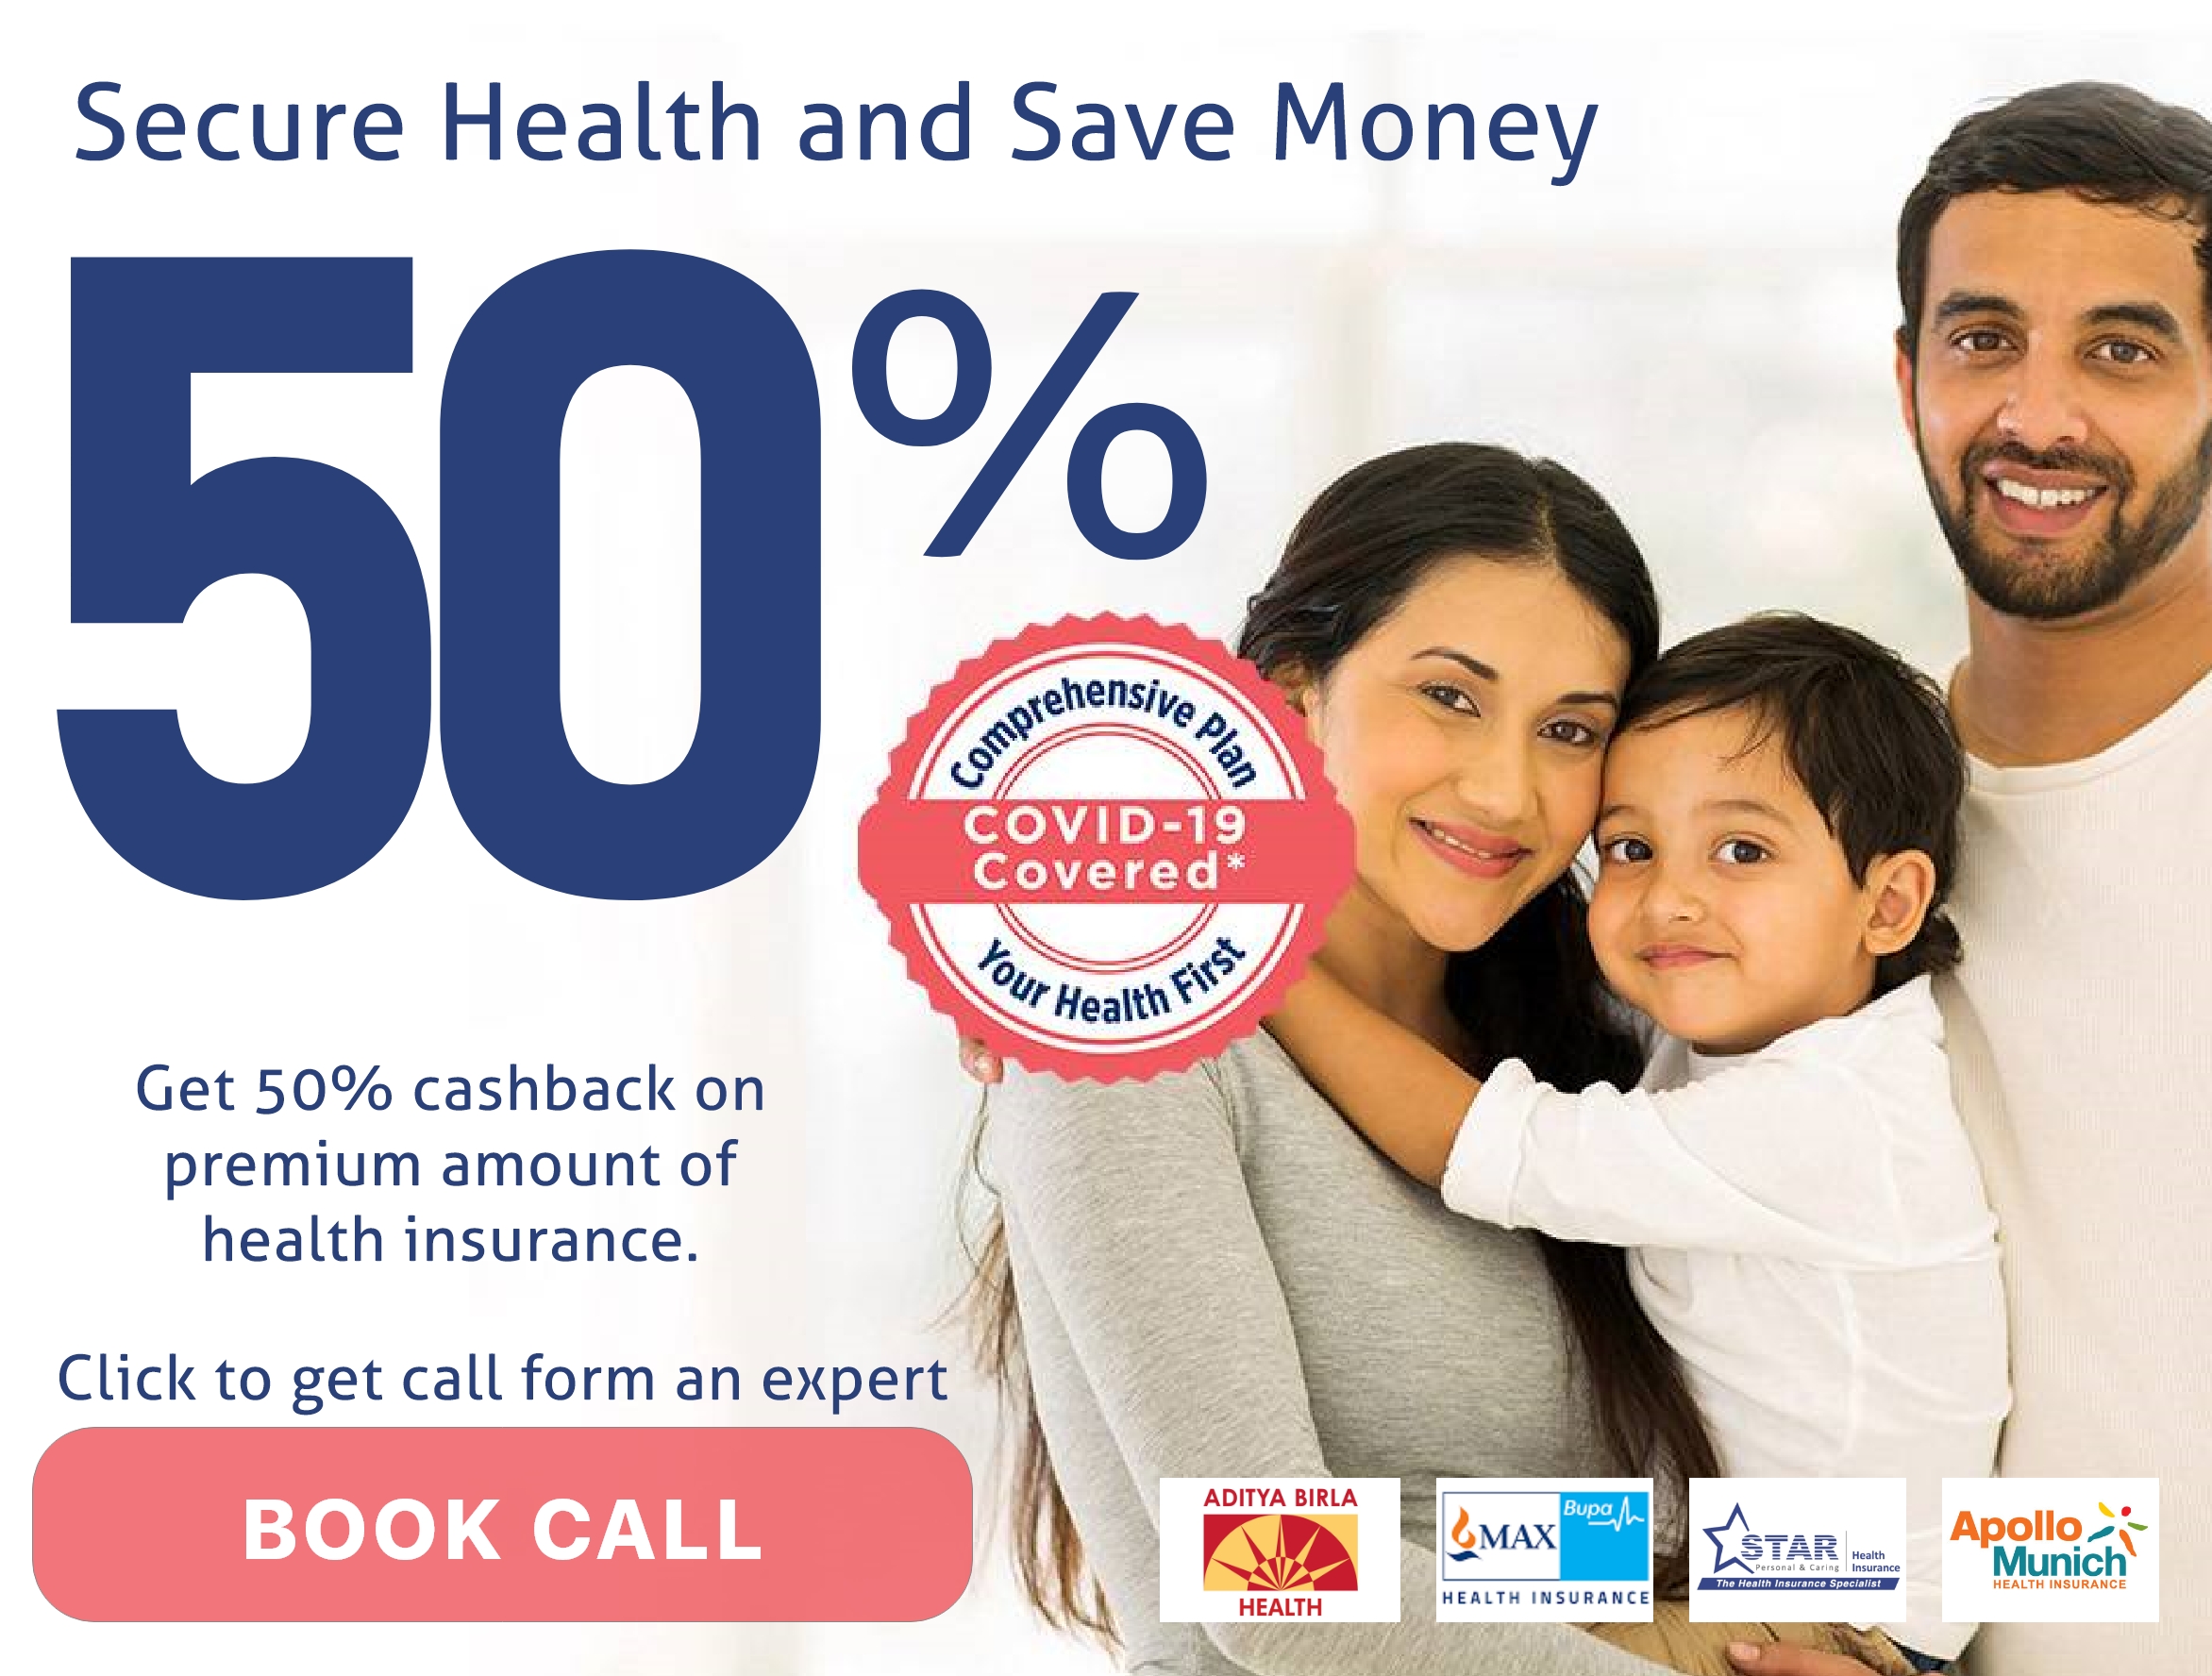 Secure Health and Save Money
50%
Comprehensive Plan
COVID-19
Covered*
Your Health First
Get 50% cashback on
premium amount of
health insurance.
Click to get call form an expert
BOOK CALL
ADITYA BIRLA
HEALTH
MAX
Bupa
HEALTH INSURANCE
STAR
Personal & Caring
Health
Insurance
The Health Insurance Specialist
Apollo
Munich
HEALTH INSURANCE